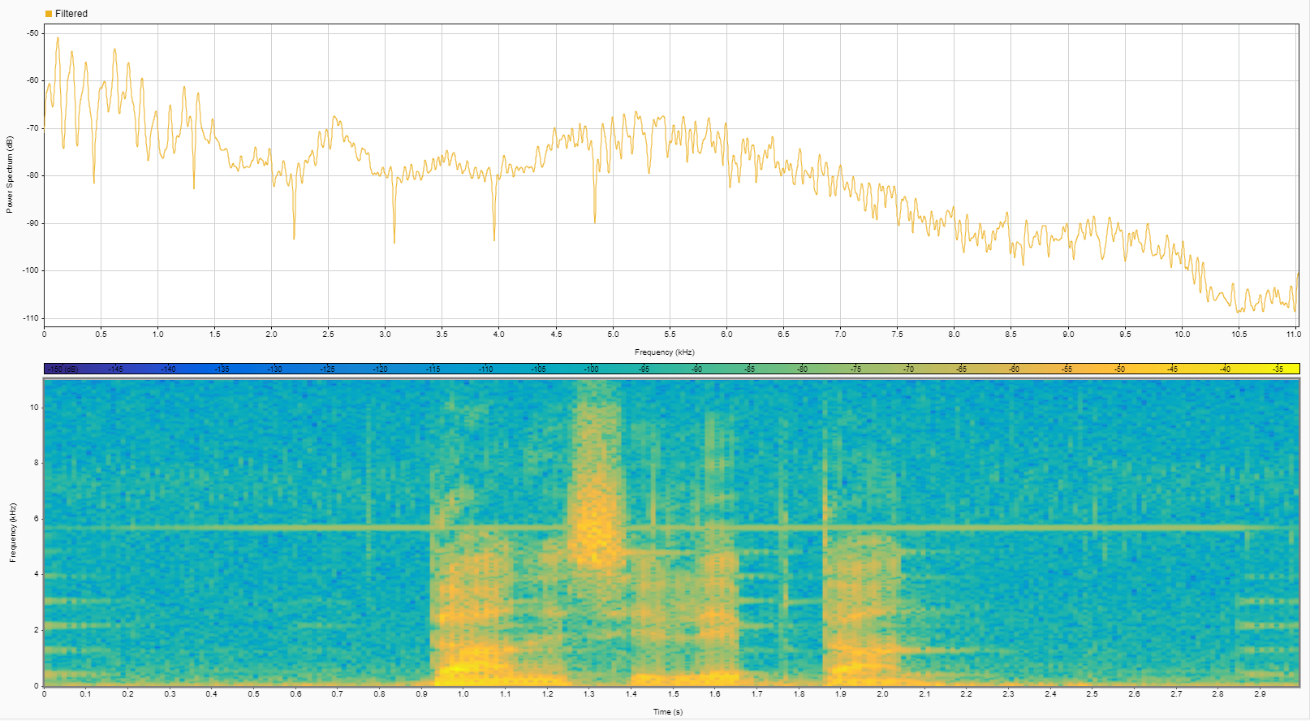 Filtered
-50
-60
-70
-80
-90
-100
-110
Power Spectrum (dB)
0 0.5 1.0 1.5 2.0 2.5 3.0 3.5 4.0 4.5 5.0 5.5 6.0 6.5 7.0 7.5 8.0 8.5 9.0 9.5 10.0 10.5 11.0
Frequency (kHz)
-150 (dB) -145 -140 -135 -130 -125 -120 -115 -110 -105 -100 -95 -90 -85 -80 -75 -70 -65 -60 -55 -50 -45 -40 -35
10
8
6
4
2
0
Frequency (kHz)
0 0.1 0.2 0.3 0.4 0.5 0.6 0.7 0.8 0.9 1.0 1.1 1.2 1.3 1.4 1.5 1.6 1.7 1.8 1.9 2.0 2.1 2.2 2.3 2.4 2.5 2.6 2.7 2.8 2.9
Time (s)